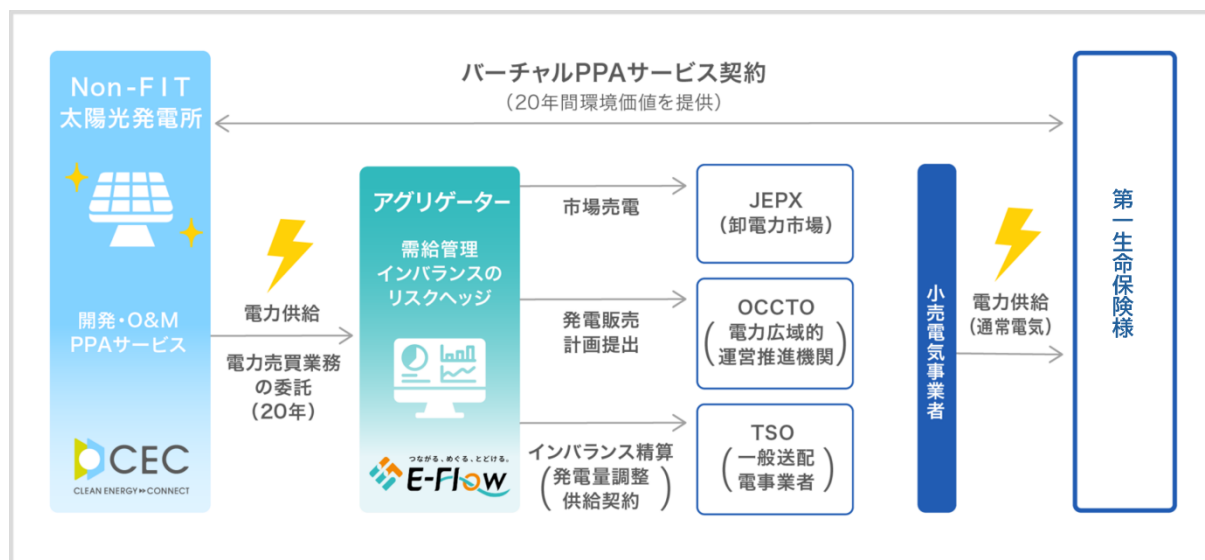 バーチャルPPAサービス契約
（20年間環境価値を提供）
Non-FIT
太陽光発電所
開発・O&M
PPAサービス
CEC
CLEAN ENERGY CONNECT
電力供給
電力売買業務
の委託
（20年）
アグリゲーター
需給管理
インバランスの
リスクヘッジ
つながる、めぐる、とどける。
E-Flow
市場売電
発電販売
計画提出
インバランス精算
（発電量調整
供給契約）
JEPX
（卸電力市場）
OCCTO
（電力広域的
運営推進機関）
TSO
（一般送配
電事業者）
小売電気事業者
電力供給
（通常電気）
第一生命保険様